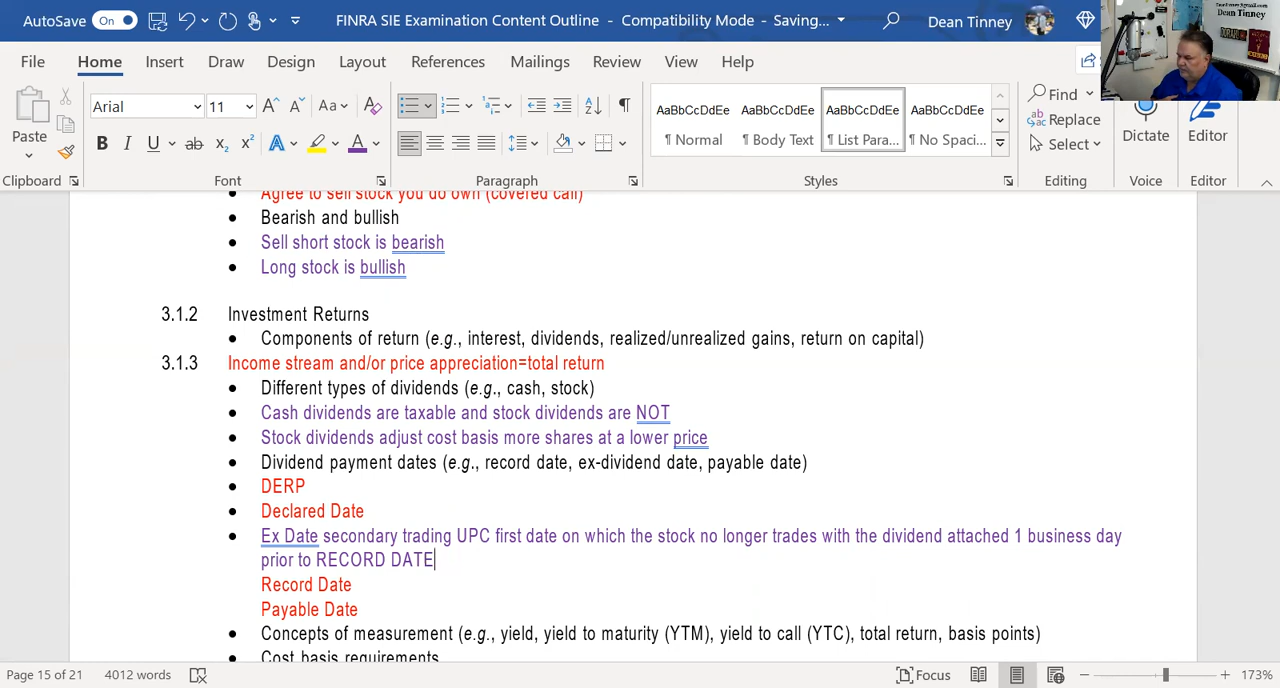 AutoSave On FINRA SIE Examination Content Outline - Compatibility Mode - Saving... Dean Tinney
Dean Tinney
File Home Insert Draw Design Layout References Mailings Review View Help
Paste
Arial 11 Aa
AaBbCcDdEe AaBbCcDdEe AaBbCcDdEe AaBbCcDdEe
¶ Normal ¶ Body Text ¶ List Para... ¶ No Spaci...
Find
Replace
Select
Dictate Editor
Clipboard Font Paragraph Styles Editing Voice Editor
Agree to sell stock you do own (covered call)
• Bearish and bullish
• Sell short stock is bearish
• Long stock is bullish
3.1.2 Investment Returns
• Components of return (e.g., interest, dividends, realized/unrealized gains, return on capital)
3.1.3 Income stream and/or price appreciation=total return
• Different types of dividends (e.g., cash, stock)
• Cash dividends are taxable and stock dividends are NOT
• Stock dividends adjust cost basis more shares at a lower price
• Dividend payment dates (e.g., record date, ex-dividend date, payable date)
• DERP
• Declared Date
• Ex Date secondary trading UPC first date on which the stock no longer trades with the dividend attached 1 business day
prior to RECORD DATE
Record Date
Payable Date
• Concepts of measurement (e.g., yield, yield to maturity (YTM), yield to call (YTC), total return, basis points)
• Cost basis requirements
Page 15 of 21 4012 words Focus 173%